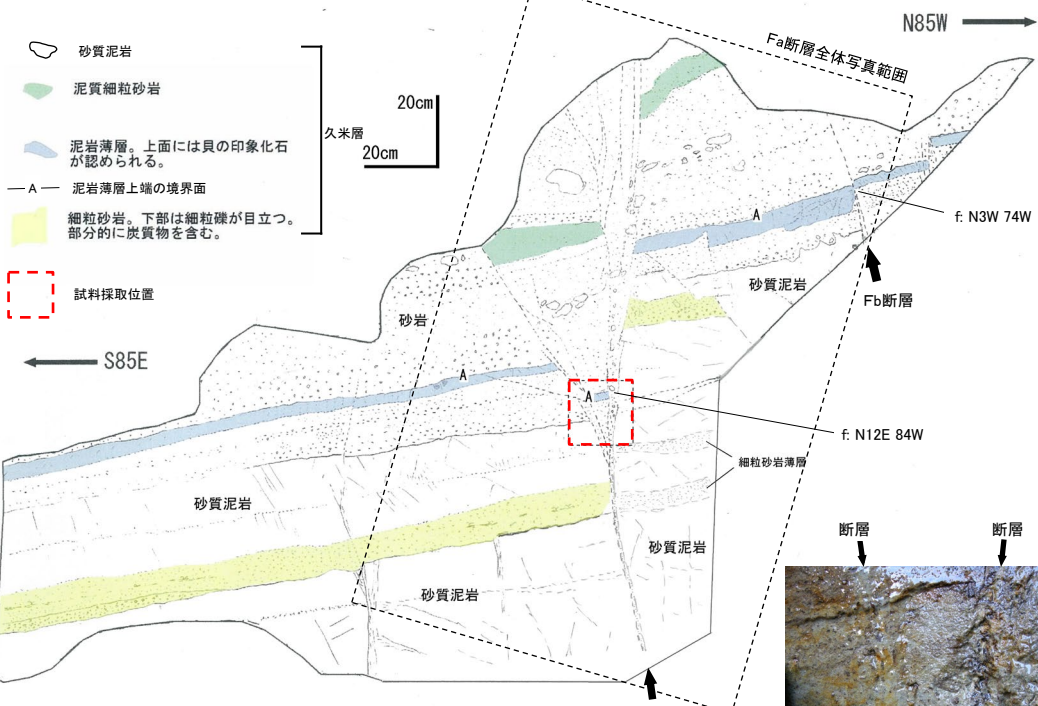 N85W
Fa断層全体写真範囲
砂質泥岩
泥質細粒砂岩
泥岩薄層。上面には貝の印象化石
が認められる。
A 泥岩薄層上端の境界面
細粒砂岩。下部は細粒礫が目立つ。
部分的に炭質物を含む。
久米層
試料採取位置
20cm
20cm
S85E
A
f: N3W 74W
砂質泥岩
Fb断層
砂岩
A
A
f: N12E 84W
細粒砂岩薄層
砂質泥岩
砂質泥岩
砂質泥岩
断層
断層